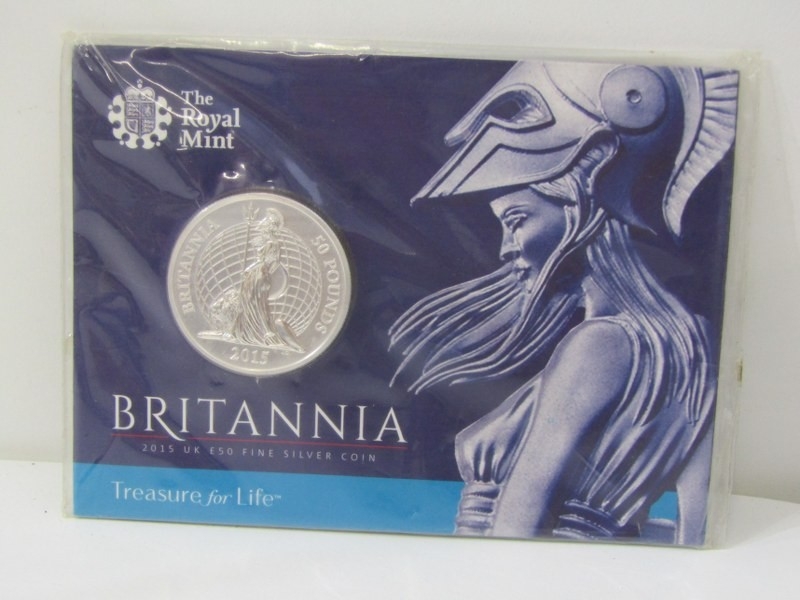 The
Royal
Mint
BRITANNIA
50 POUNDS
2015
BRITANNIA
2015 UK £50 FINE SILVER COIN
Treasure for Life™